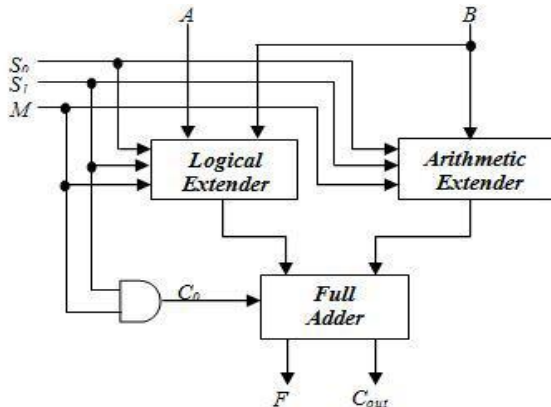 A B
S0
S1
M
Logical
Extender
Arithmetic
Extender
C0
Full
Adder
F Cout